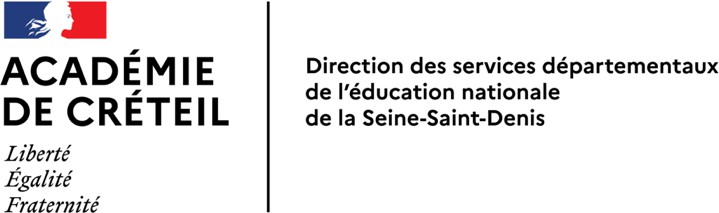 ACADÉMIE
DE CRÉTEIL
Liberté
Égalité
Fraternité
Direction des services départementaux
de l'éducation nationale
de la Seine-Saint-Denis